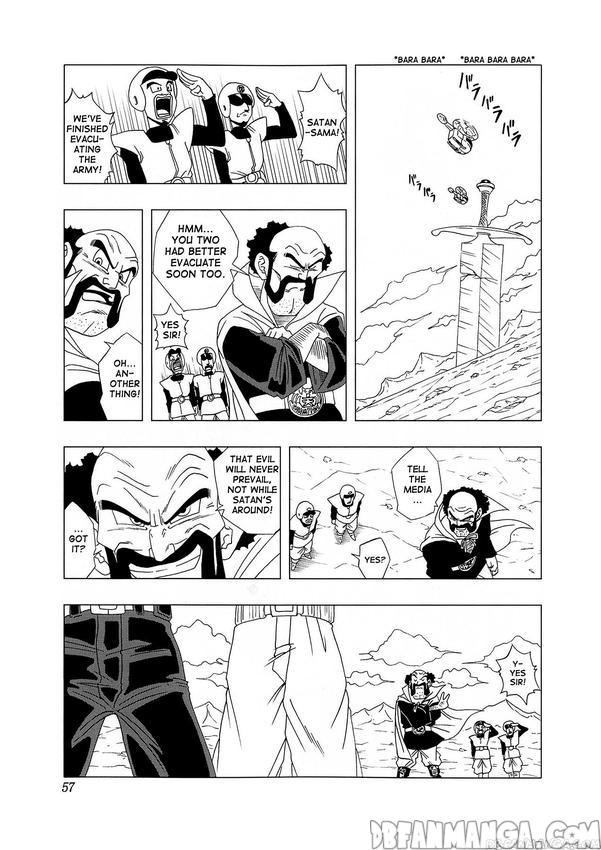 *BARA BARA*
*BARA BARA BARA*
バラ
バラ
バラバラ
SATAN
-SAMA!
WE'VE
FINISHED
EVACU-
ATING
THE
ARMY!
HMM...
YOU TWO
HAD BETTER
EVACUATE
SOON TOO.
YES
SIR!
OH...
AN-
OTHER
THING!
TELL
THE
MEDIA
...
YES?
THAT EVIL
WILL NEVER
PREVAIL,
NOT WHILE
SATAN'S
AROUND!
...
GOT
IT?
Y-
YES
SIR!
57
DBFANMANGA.COM